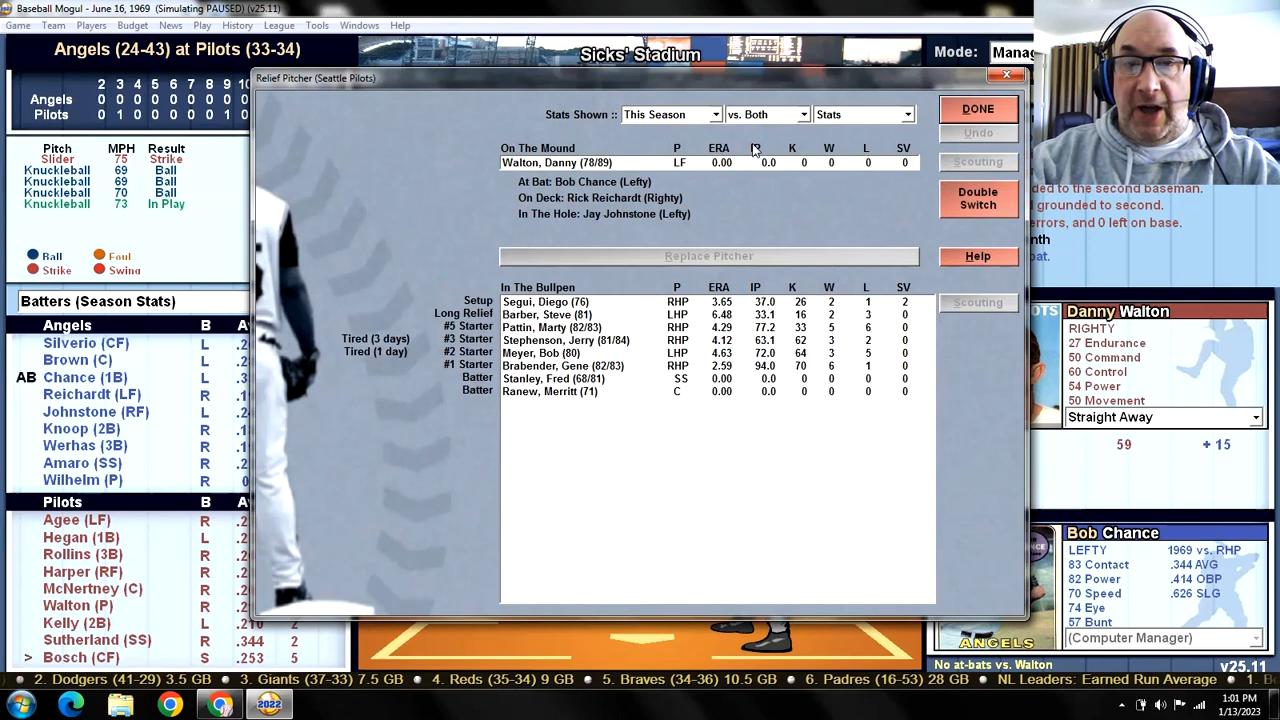 Baseball Mogul - June 16, 1969 (Simulating PAUSED) (v25.11)
Game Team Players Budget News Play History League Tools Windows Help
Angels (24-43) at Pilots (33-34)
Sicks' Stadium
Mode: Manag
2 3 4 5 6 7 8 9 10
Angels 0 0 0 0 0 0 0 0
Pilots 0 1 0 0 0 0 0 1
Pitch MPH Result
Slider 75 Strike
Knuckleball 69 Ball
Knuckleball 69 Ball
Knuckleball 70 Ball
Knuckleball 73 In Play
Ball Foul
Strike Swing
Batters (Season Stats)
Angels B A
Silverio (CF) L .2
Brown (C) L .
AB Chance (1B) L .3
Reichardt (LF) R .
Johnstone (RF) L .2
Knoop (2B) R .
Werhas (3B) R .
Amaro (SS) R .2
Wilhelm (P) R 0
Pilots B Av
Agee (LF) R .2
Hegan (1B) L .2
Rollins (3B) R .2
Harper (RF) R .2
McNertney (C) R .2
Walton (P) R .2
Kelly (2B) L .210 2
Sutherland (SS) R .344 2
> Bosch (CF) S .253 5
Relief Pitcher (Seattle Pilots)
Stats Shown :: This Season vs. Both Stats
DONE
Undo
Scouting
Double Switch
Help
Scouting
On The Mound P ERA K W L SV
Walton, Danny (78/89) LF 0.00 0.0 0 0 0 0
At Bat: Bob Chance (Lefty)
On Deck: Rick Reichardt (Righty)
In The Hole: Jay Johnstone (Lefty)
Replace Pitcher
In The Bullpen P ERA IP K W L SV
Setup Segui, Diego (76) RHP 3.65 37.0 26 2 1 2
Long Relief Barber, Steve (81) LHP 6.48 33.1 16 2 3 0
#5 Starter Pattin, Marty (82/83) RHP 4.29 77.2 33 5 6 0
Tired (3 days) #3 Starter Stephenson, Jerry (81/84) RHP 4.12 63.1 62 3 2 0
Tired (1 day) #2 Starter Meyer, Bob (80) LHP 4.63 72.0 64 3 5 0
#1 Starter Brabender, Gene (82/83) RHP 2.59 94.0 70 6 1 0
Batter Stanley, Fred (68/81) SS 0.00 0.0 0 0 0 0
Batter Ranew, Merritt (71) C 0.00 0.0 0 0 0 0
ded to the second baseman.
grounded to second.
errors, and 0 left on base.
nth
bat.
OTS
Danny Walton
RIGHTY
27 Endurance
50 Command
60 Control
54 Power
50 Movement
Straight Away
59 + 15
ANGELS
Bob Chance
LEFTY 1969 vs. RHP
83 Contact .344 AVG
82 Power .414 OBP
70 Speed .626 SLG
74 Eye
57 Bunt
(Computer Manager)
No at-bats vs. Walton v25.11
2. Dodgers (41-29) 3.5 GB 3. Giants (37-33) 7.5 GB 4. Reds (35-34) 9 GB 5. Braves (34-36) 10.5 GB 6. Padres (16-53) 28 GB NL Leaders: Earned Run Average 1. B
2022
1:01 PM
1/13/2023